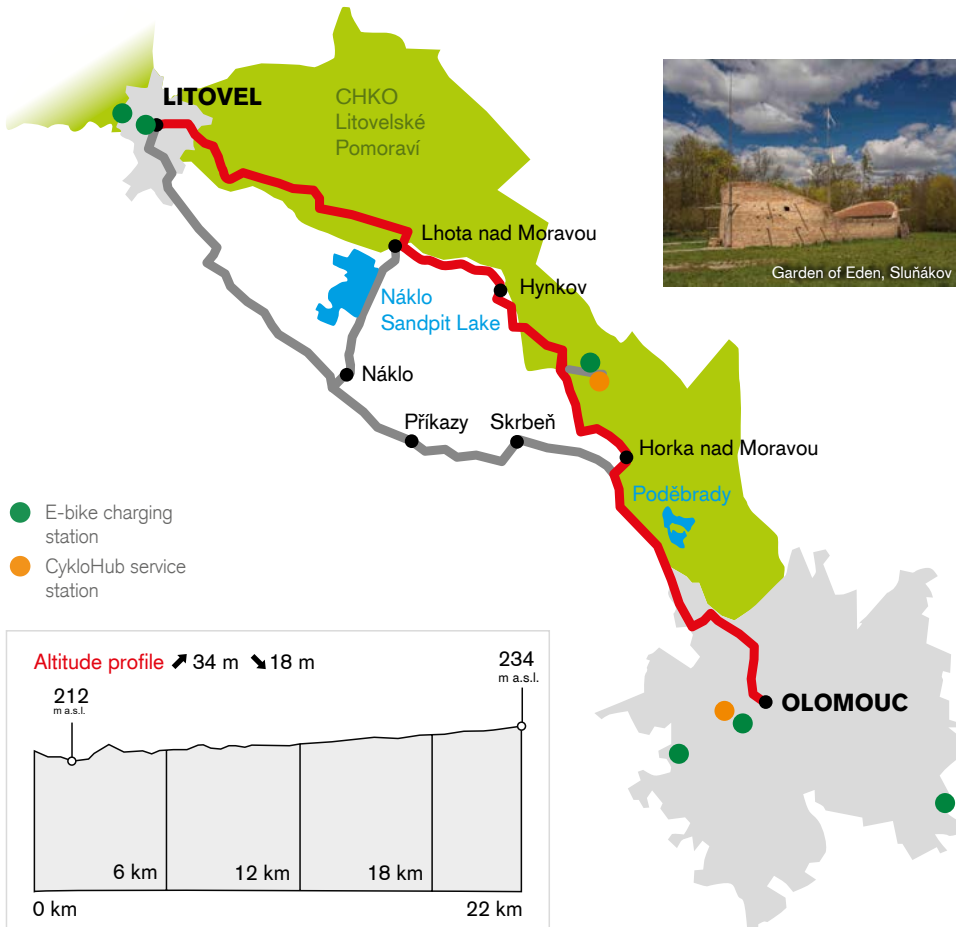 LITOVEL
CHKO
Litovelské
Pomoraví
Garden of Eden, Sluňákov
Lhota nad Moravou
Hynkov
Náklo
Sandpit Lake
Náklo
Příkazy
Skrbeň
Horka nad Moravou
Poděbrady
E-bike charging
station
CykloHub service
station
OLOMOUC
Altitude profile ⬈ 34 m ⬊ 18 m
212
m a.s.l.
234
m a.s.l.
6 km
12 km
18 km
0 km
22 km